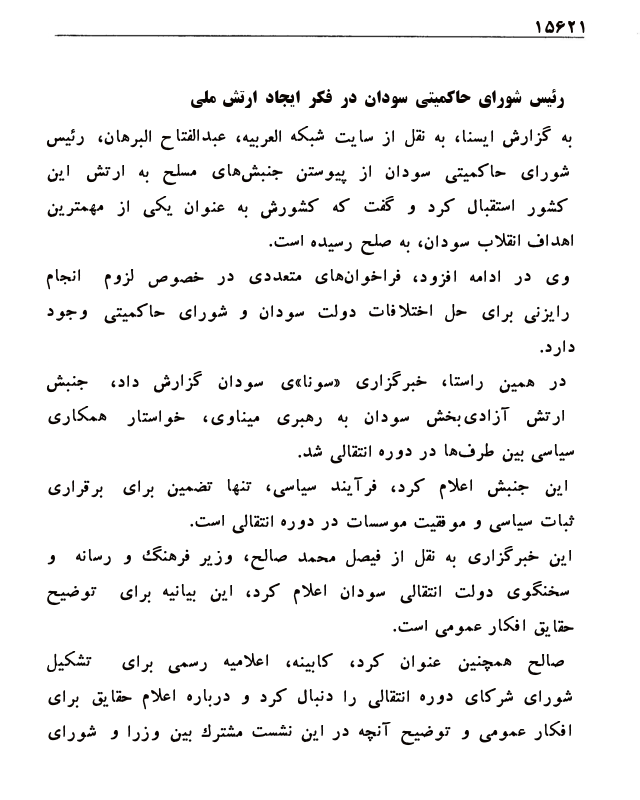 ۱۵۶۲۱
رئیس شورای حاکمیتی سودان در فکر ایجاد ارتش ملی
به گزارش ایسنا، به نقل از سایت شبکه العربیه، عبدالفتاح البرهان، رئیس
شورای حاکمیتی سودان از پیوستن جنبش‌های مسلح به ارتش این
کشور استقبال کرد و گفت که کشورش به عنوان یکی از مهمترین
اهداف انقلاب سودان، به صلح رسیده است.
وی در ادامه افزود، فراخوان‌های متعددی در خصوص لزوم انجام
رایزنی برای حل اختلافات دولت سودان و شورای حاکمیتی وجود
دارد.
در همین راستا، خبرگزاری «سونا»ی سودان گزارش داد، جنبش
ارتش آزادی‌بخش سودان به رهبری میناوی، خواستار همکاری
سیاسی بین طرف‌ها در دوره انتقالی شد.
این جنبش اعلام کرد، فرآیند سیاسی، تنها تضمین برای برقراری
ثبات سیاسی و موفقیت موسسات در دوره انتقالی است.
این خبرگزاری به نقل از فیصل محمد صالح، وزیر فرهنگ و رسانه و
سخنگوی دولت انتقالی سودان اعلام کرد، این بیانیه برای توضیح
حقایق افکار عمومی است.
صالح همچنین عنوان کرد، کابینه، اعلامیه رسمی برای تشکیل
شورای شرکای دوره انتقالی را دنبال کرد و درباره اعلام حقایق برای
افکار عمومی و توضیح آنچه در این نشست مشترك بین وزرا و شورای